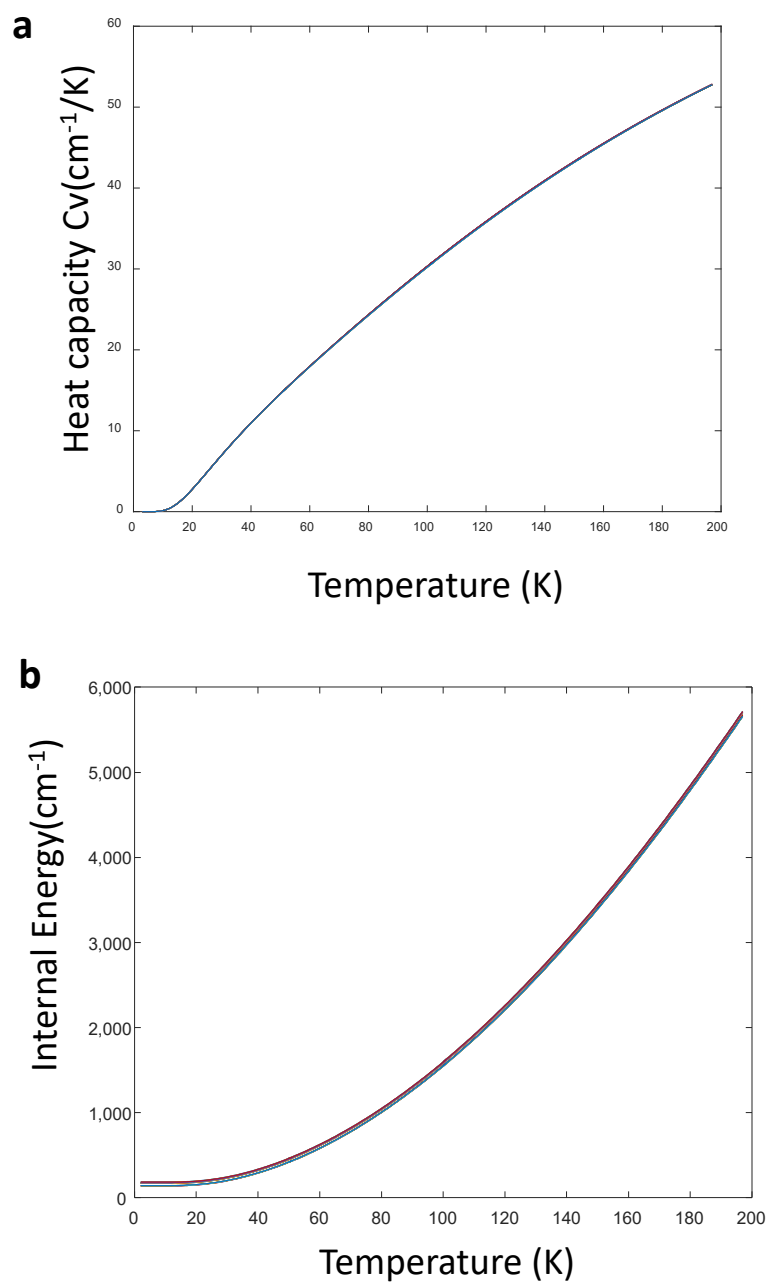 a
Heat capacity Cv(cm-1/K)
60
50
40
30
20
10
0
0 20 40 60 80 100 120 140 160 180 200
Temperature (K)
b
Internal Energy(cm-1)
6,000
5,000
4,000
3,000
2,000
1,000
0
0 20 40 60 80 100 120 140 160 180 200
Temperature (K)